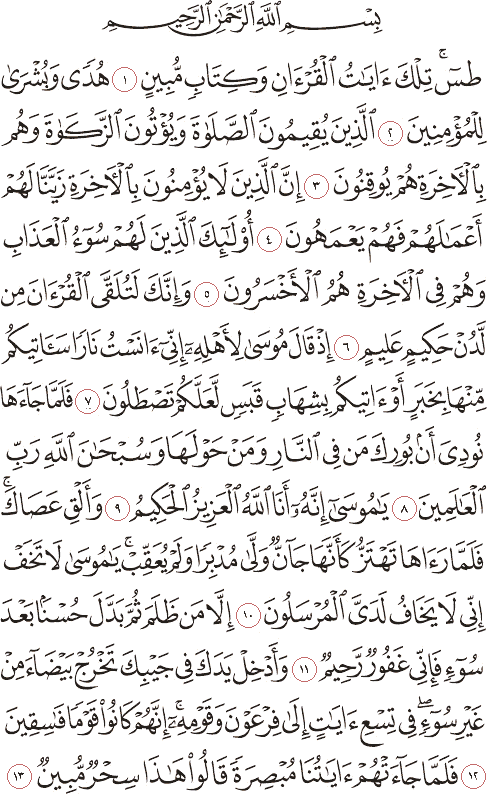 بِسْمِ ٱللَّهِ ٱلرَّحْمَٰنِ ٱلرَّحِيمِ
طسٓ ۚ تِلْكَ ءَايَاتُ ٱلْقُرْءَانِ وَكِتَابٍ مُّبِينٍ ١ هُدًى وَبُشْرَىٰ
لِلْمُؤْمِنِينَ ٢ ٱلَّذِينَ يُقِيمُونَ ٱلصَّلَوٰةَ وَيُؤْتُونَ ٱلزَّكَوٰةَ وَهُم
بِٱلْأَخِرَةِ هُمْ يُوقِنُونَ ٣ إِنَّ ٱلَّذِينَ لَا يُؤْمِنُونَ بِٱلْأَخِرَةِ زَيَّنَّا لَهُمْ
أَعْمَٰلَهُمْ فَهُمْ يَعْمَهُونَ ٤ أُو۟لَٰٓئِكَ ٱلَّذِينَ لَهُمْ سُوٓءُ ٱلْعَذَابِ
وَهُمْ فِى ٱلْأَخِرَةِ هُمُ ٱلْأَخْسَرُونَ ٥ وَإِنَّكَ لَتُلَقَّى ٱلْقُرْءَانَ مِن
لَّدُنْ حَكِيمٍ عَلِيمٍ ٦ إِذْ قَالَ مُوسَىٰ لِأَهْلِهِۦٓ إِنِّىٓ ءَانَسْتُ نَارًا سَـَٔاتِيكُم
مِّنْهَا بِخَبَرٍ أَوْ ءَاتِيكُم بِشِهَابٍ قَبَسٍ لَّعَلَّكُمْ تَصْطَلُونَ ٧ فَلَمَّا جَآءَهَا
نُودِىَ أَنۢ بُورِكَ مَن فِى ٱلنَّارِ وَمَنْ حَوْلَهَا وَسُبْحَٰنَ ٱللَّهِ رَبِّ
ٱلْعَٰلَمِينَ ٨ يَٰمُوسَىٰٓ إِنَّهُۥٓ أَنَا ٱللَّهُ ٱلْعَزِيزُ ٱلْحَكِيمُ ٩ وَأَلْقِ عَصَاكَ ۚ
فَلَمَّا رَءَاهَا تَهْتَزُّ كَأَنَّهَا جَآنٌّ وَلَّىٰ مُدْبِرًا وَلَمْ يُعَقِّبْ ۚ يَٰمُوسَىٰ لَا تَخَفْ
إِنِّى لَا يَخَافُ لَدَىَّ ٱلْمُرْسَلُونَ ١٠ إِلَّا مَن ظَلَمَ ثُمَّ بَدَّلَ حُسْنًۢا بَعْدَ
سُوٓءٍ فَإِنِّى غَفُورٌ رَّحِيمٌ ١١ وَأَدْخِلْ يَدَكَ فِى جَيْبِكَ تَخْرُجْ بَيْضَآءَ مِنْ
غَيْرِ سُوٓءٍ ۖ فِى تِسْعِ ءَايَٰتٍ إِلَىٰ فِرْعَوْنَ وَقَوْمِهِۦٓ ۚ إِنَّهُمْ كَانُوا۟ قَوْمًا فَٰسِقِينَ
١٢ فَلَمَّا جَآءَتْهُمْ ءَايَٰتُنَا مُبْصِرَةً قَالُوا۟ هَٰذَا سِحْرٌ مُّبِينٌ ١٣